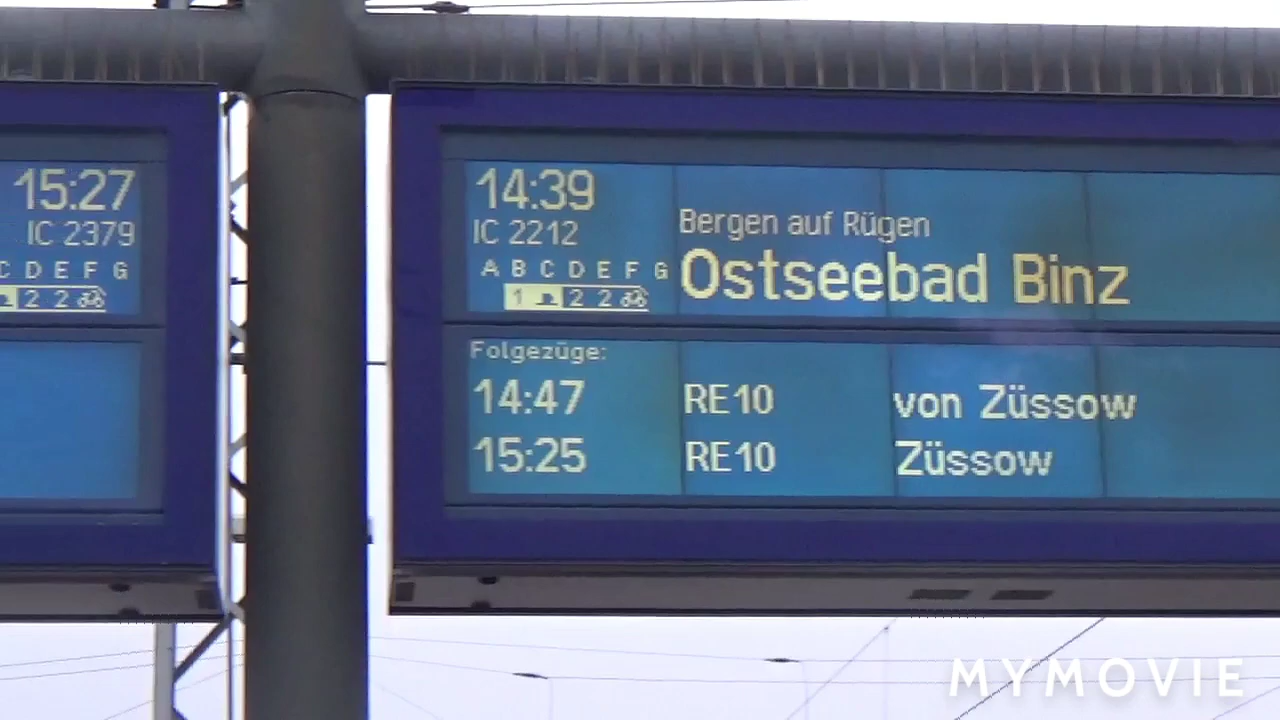 15:27
IC 2379
C D E F G
2 2
14:39
IC 2212
A B C D E F G
1 2 2
Bergen auf Rügen
Ostseebad Binz
Folgezüge:
14:47 RE10 von Züssow
15:25 RE10 Züssow
MYMOVIE